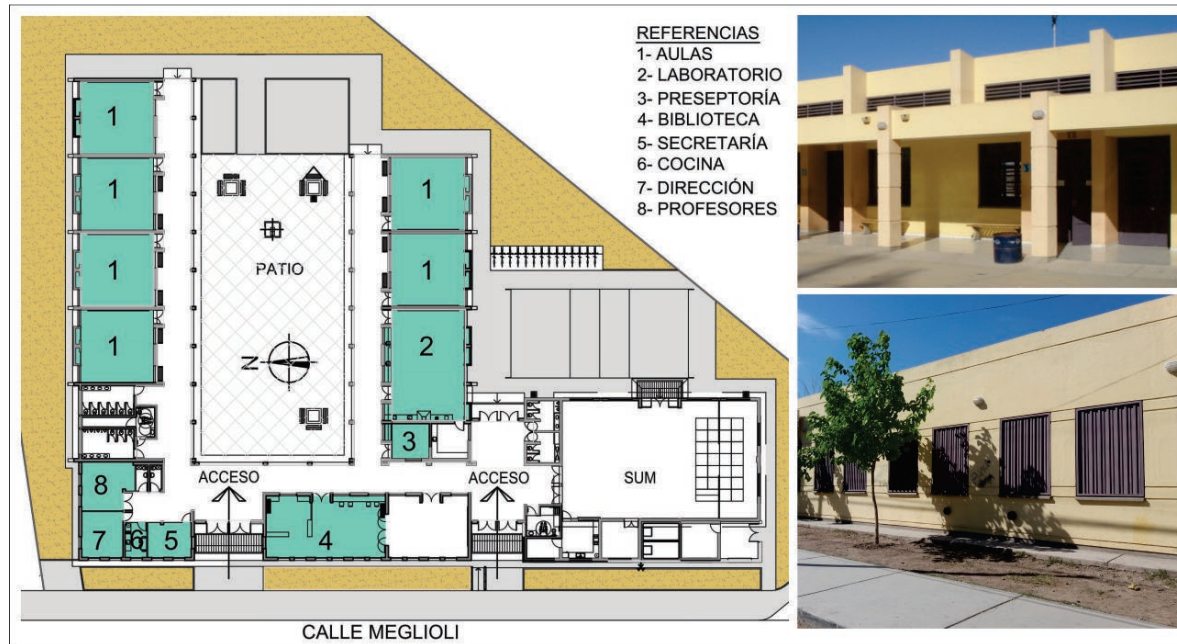 REFERENCIAS
1- AULAS
2- LABORATORIO
3- PRESEPTORÍA
4- BIBLIOTECA
5- SECRETARÍA
6- COCINA
7- DIRECCIÓN
8- PROFESORES
1
1
1
1
1
1
PATIO
N
2
3
8
ACCESO
ACCESO
SUM
7
6
5
4
CALLE MEGLIOLI